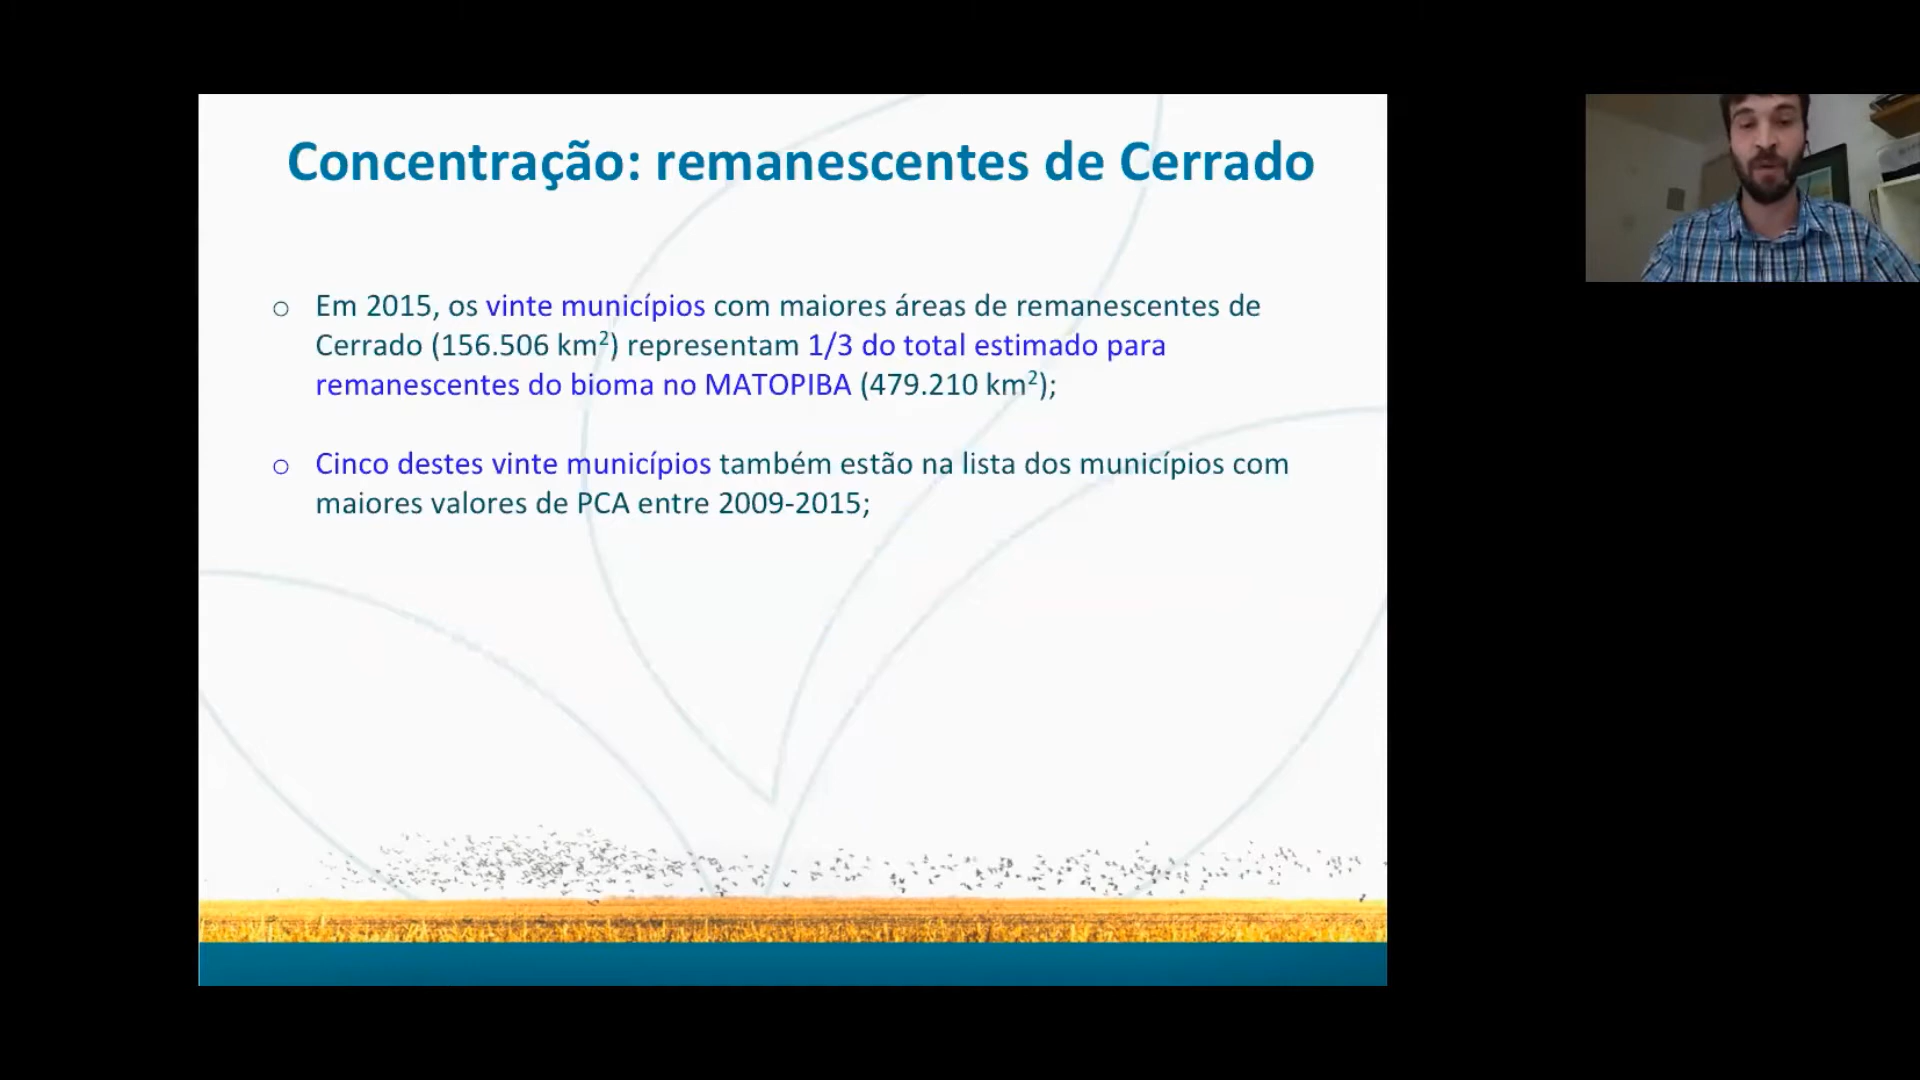 Concentração: remanescentes de Cerrado
o Em 2015, os vinte municípios com maiores áreas de remanescentes de
Cerrado (156.506 km²) representam 1/3 do total estimado para
remanescentes do bioma no MATOPIBA (479.210 km²);
o Cinco destes vinte municípios também estão na lista dos municípios com
maiores valores de PCA entre 2009-2015;